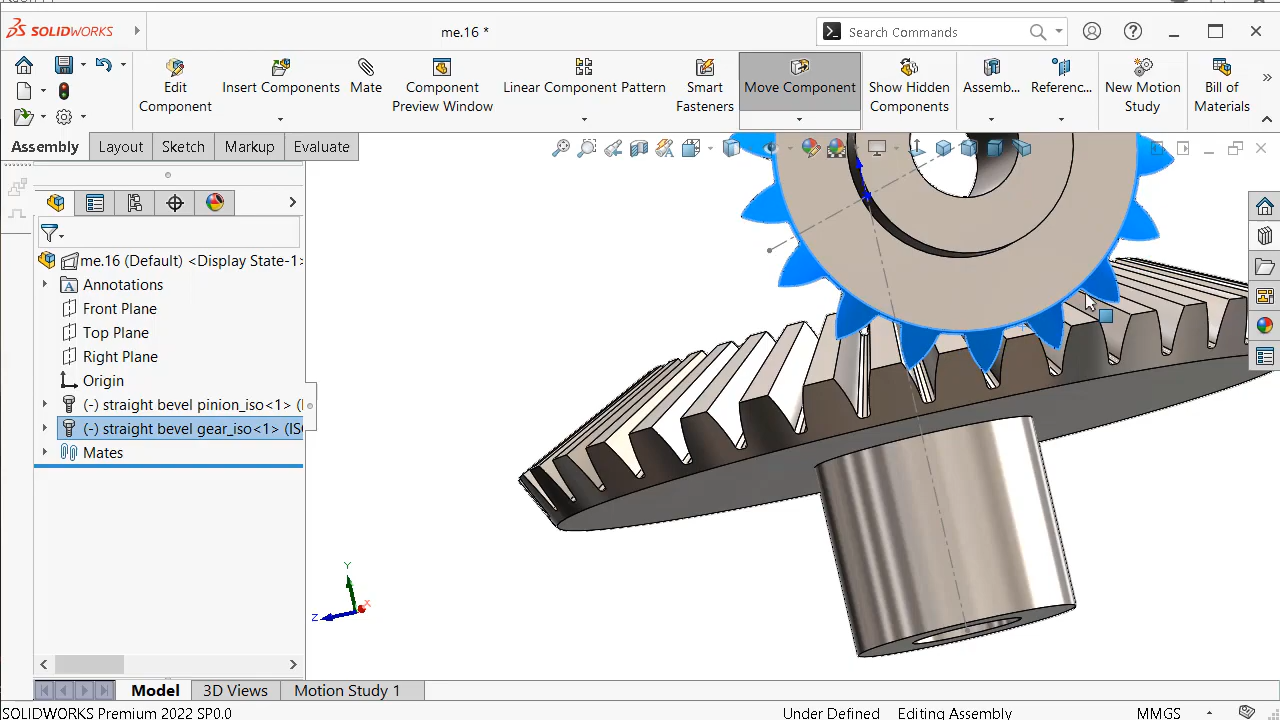 SOLIDWORKS
me.16 *
Search Commands
Edit Component
Insert Components
Mate
Component Preview Window
Linear Component Pattern
Smart Fasteners
Move Component
Show Hidden Components
Assemb...
Referenc...
New Motion Study
Bill of Materials
Assembly
Layout
Sketch
Markup
Evaluate
me.16 (Default) <Display State-1>
Annotations
Front Plane
Top Plane
Right Plane
Origin
(-) straight bevel pinion_iso<1> (I
(-) straight bevel gear_iso<1> (IS
Mates
Y
Z
X
Model
3D Views
Motion Study 1
SOLIDWORKS Premium 2022 SP0.0
Under Defined
Editing Assembly
MMGS